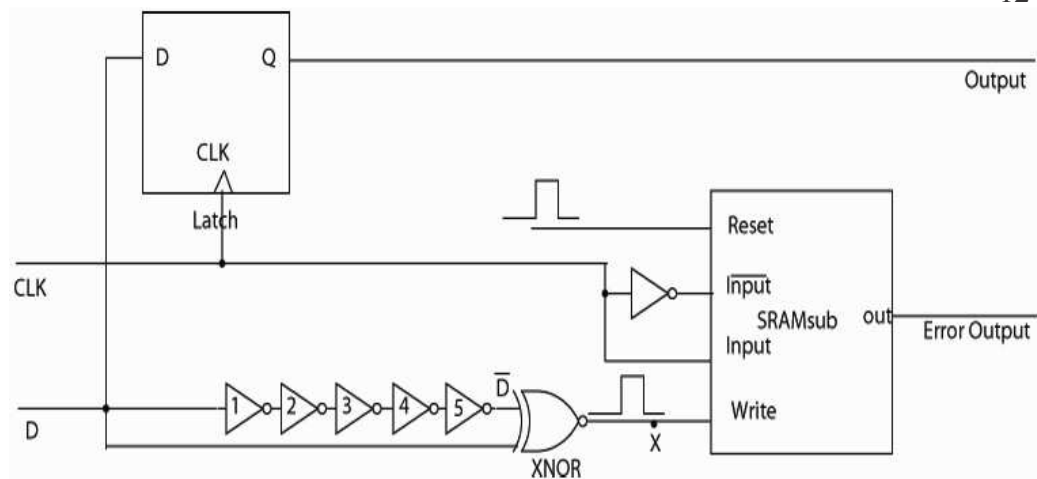 12
D Q
Output
CLK
Latch
Reset
CLK
Input
SRAMsub out
Error Output
Input
D
1 2 3 4 5
D
Write
X
XNOR